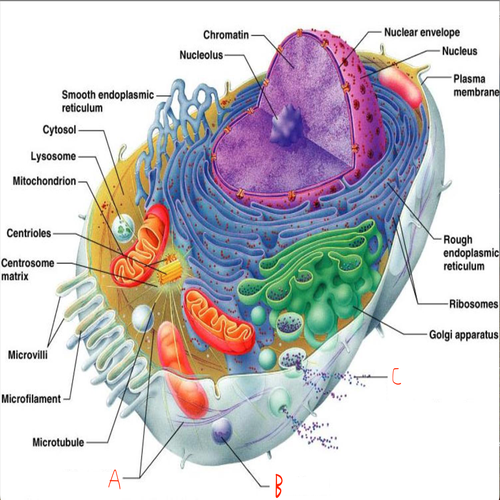 Chromatin
Nucleolus
Nuclear envelope
Nucleus
Plasma
membrane
Smooth endoplasmic
reticulum
Cytosol
Lysosome
Mitochondrion
Centrioles
Centrosome
matrix
Rough
endoplasmic
reticulum
Ribosomes
Golgi apparatus
Microvilli
Microfilament
Microtubule
A
B
C